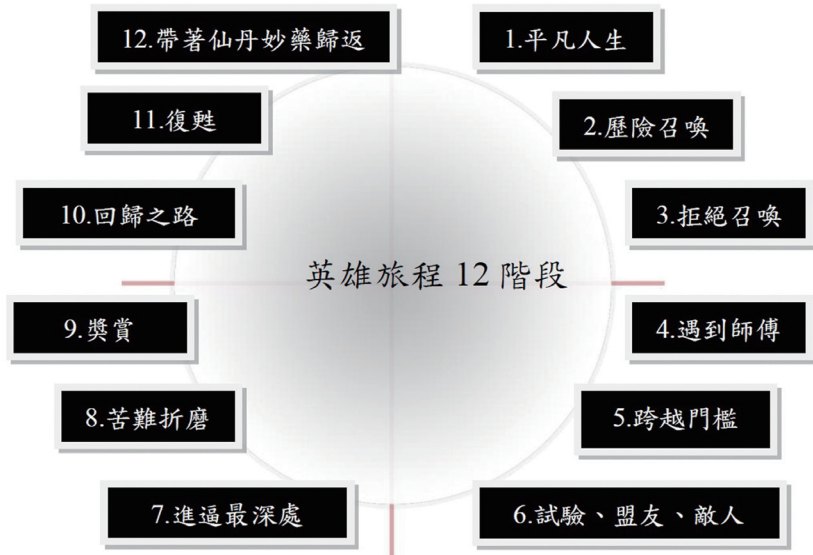 12.帶著仙丹妙藥歸返
1.平凡人生
11.復甦
2.歷險召喚
10.回歸之路
3.拒絕召喚
英雄旅程 12 階段
9.獎賞
4.遇到師傅
8.苦難折磨
5.跨越門檻
7.進逼最深處
6.試驗、盟友、敵人